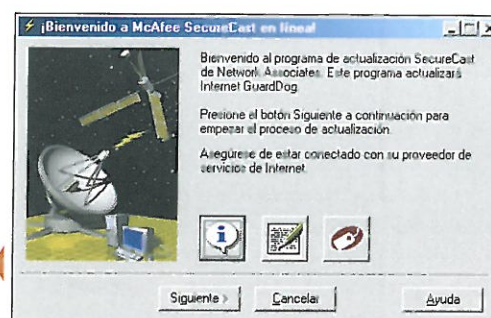 ¡Bienvenido a McAfee SecureCast en línea!
Bienvenido al programa de actualización SecureCast
de Network Associates. Este programa actualizará
Internet GuardDog.
Presione el botón Siguiente a continuación para
empezar el proceso de actualización.
Asegúrese de estar conectado con su proveedor de
servicios de Internet.
Siguiente >
Cancelar
Ayuda